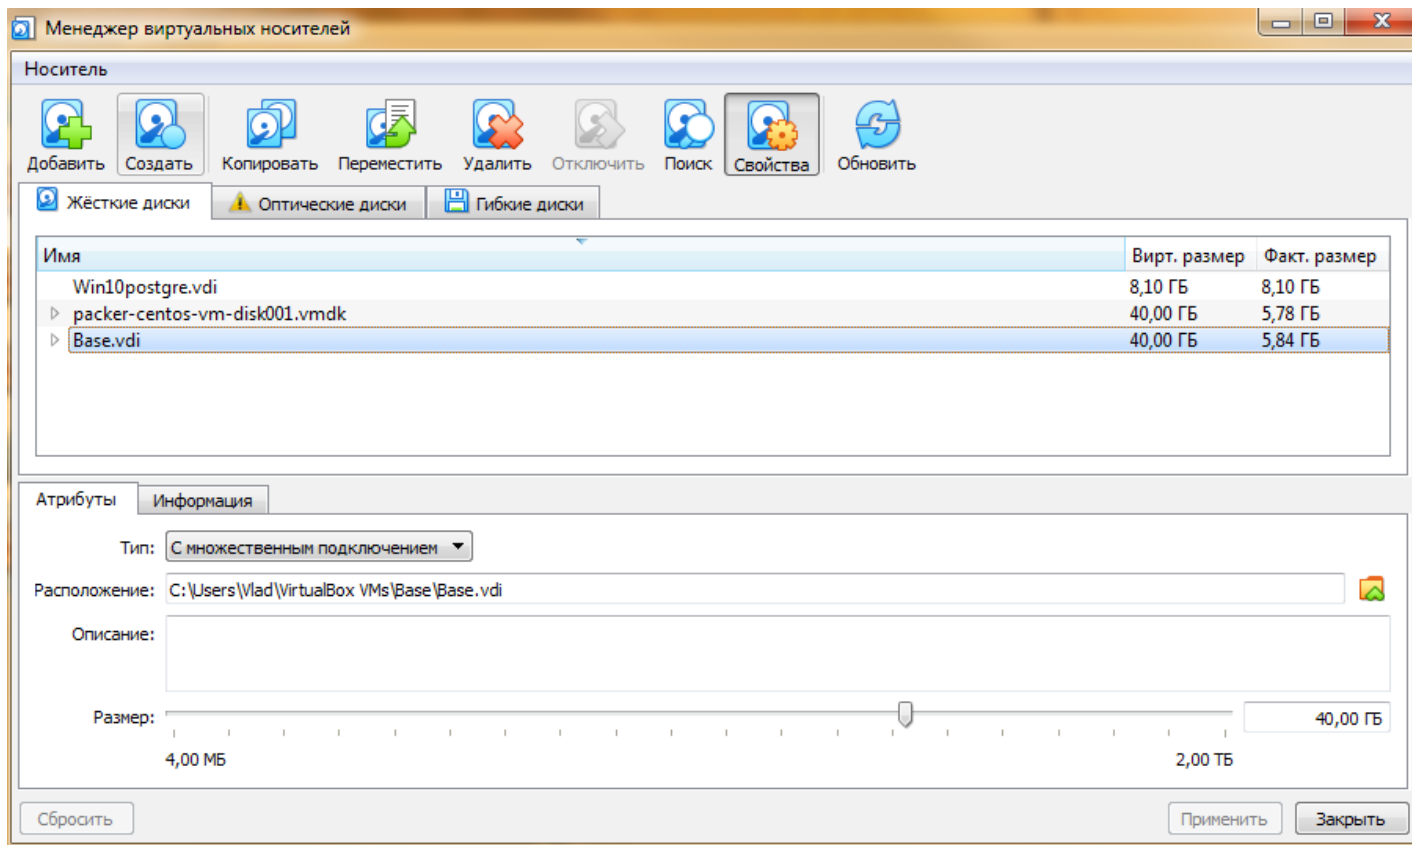 Менеджер виртуальных носителей
Носитель
Добавить Создать Копировать Переместить Удалить Отключить Поиск Свойства Обновить
Жёсткие диски Оптические диски Гибкие диски
Имя Вирт. размер Факт. размер
Win10postgre.vdi 8,10 ГБ 8,10 ГБ
packer-centos-vm-disk001.vmdk 40,00 ГБ 5,78 ГБ
Base.vdi 40,00 ГБ 5,84 ГБ
Атрибуты Информация
Тип: С множественным подключением
Расположение: C:\Users\Vlad\VirtualBox VMs\Base\Base.vdi
Описание:
Размер: 40,00 ГБ
4,00 МБ 2,00 ТБ
Сбросить Применить Закрыть